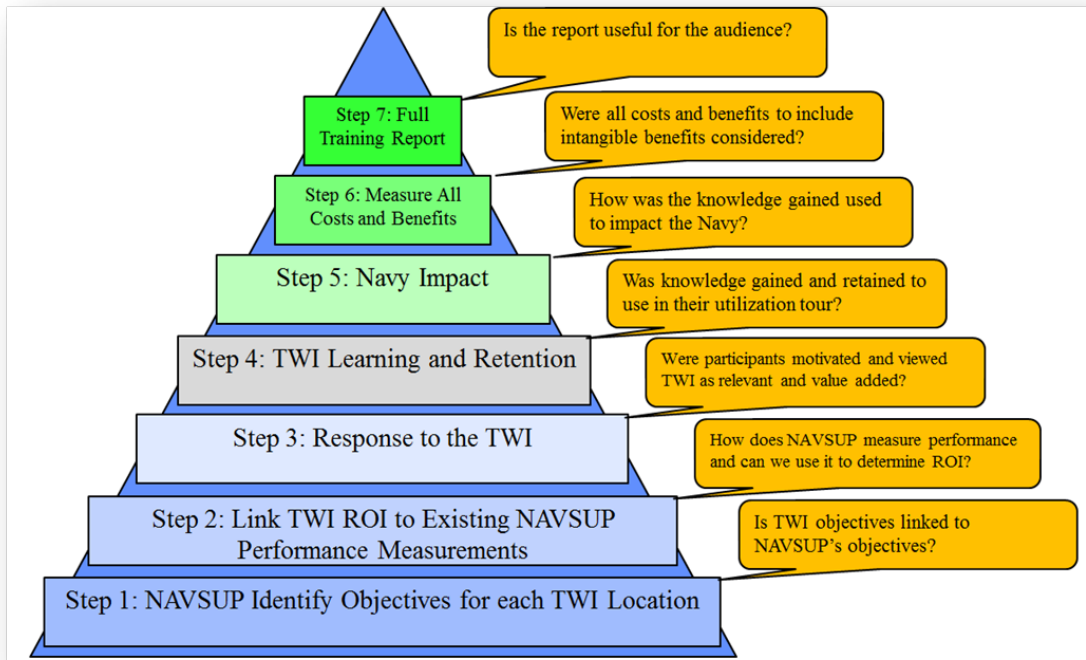 Is the report useful for the audience?
Step 7: Full
Training Report
Were all costs and benefits to include
intangible benefits considered?
Step 6: Measure All
Costs and Benefits
How was the knowledge gained used
to impact the Navy?
Step 5: Navy Impact
Was knowledge gained and retained to
use in their utilization tour?
Step 4: TWI Learning and Retention
Were participants motivated and viewed
TWI as relevant and value added?
Step 3: Response to the TWI
How does NAVSUP measure performance
and can we use it to determine ROI?
Step 2: Link TWI ROI to Existing NAVSUP
Performance Measurements
Is TWI objectives linked to
NAVSUP’s objectives?
Step 1: NAVSUP Identify Objectives for each TWI Location